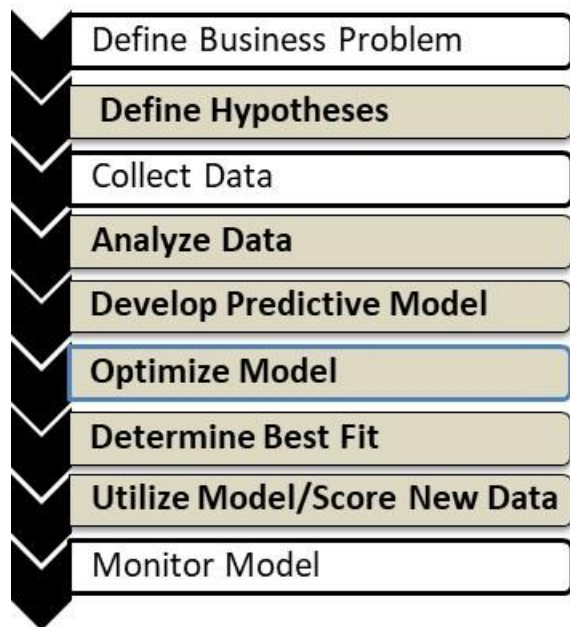 Define Business Problem
Define Hypotheses
Collect Data
Analyze Data
Develop Predictive Model
Optimize Model
Determine Best Fit
Utilize Model/Score New Data
Monitor Model